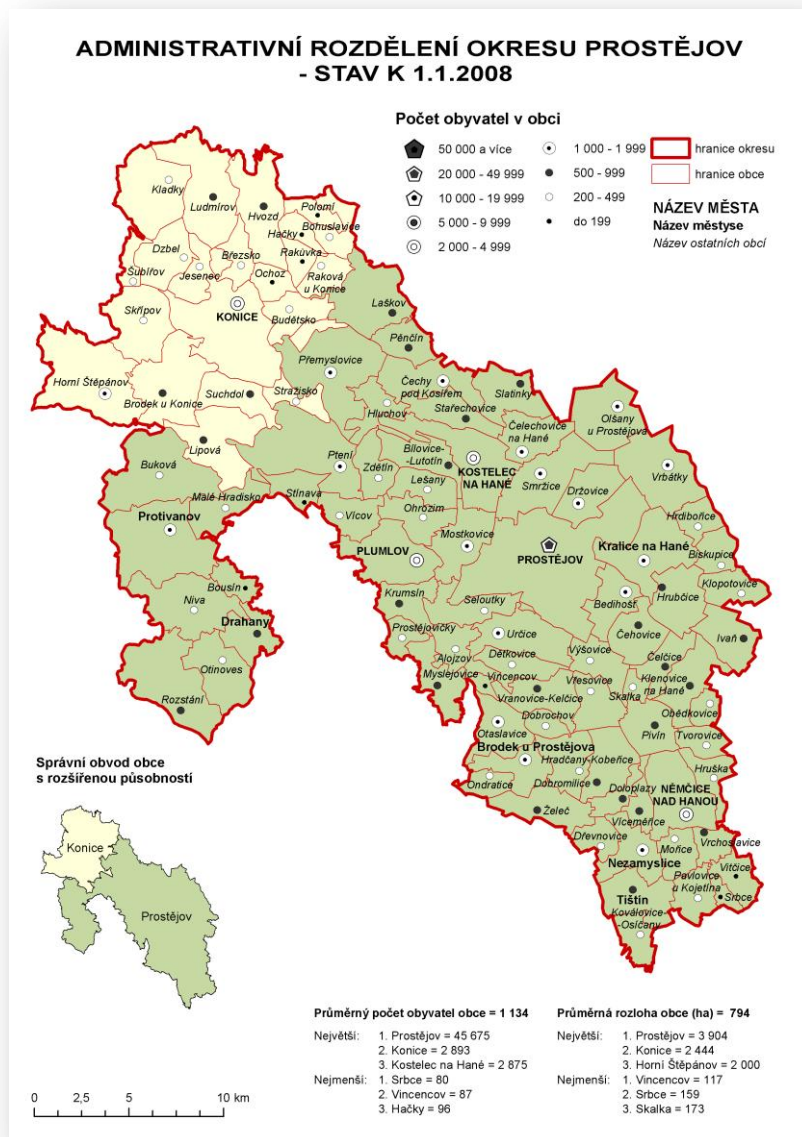 ADMINISTRATIVNÍ ROZDĚLENÍ OKRESU PROSTĚJOV
- STAV K 1.1.2008
Počet obyvatel v obci
50 000 a více
20 000 - 49 999
10 000 - 19 999
5 000 - 9 999
2 000 - 4 999
1 000 - 1 999
500 - 999
200 - 499
do 199
hranice okresu
hranice obce
NÁZEV MĚSTA
Název městyse
Název ostatních obcí
Kladky
Ludmírov
Hvozd
Polomí
Hačky
Bohuslavice
Dzbel
Jesenec
Březsko
Rakůvka
Ochoz
Raková
u Konice
Šubířov
Skřípov
KONICE
Budětsko
Laškov
Pěnčín
Přemyslovice
Horní Štěpánov
Brodek u Konice
Suchdol
Stražisko
Čechy
pod Kosířem
Slatinky
Hluchov
Stařechovice
Olšany
u Prostějova
Lipová
Čelechovice
na Hané
Buková
Ptení
Zdětín
Bílovice-
-Lutotín
KOSTELEC
NA HANÉ
Vrbátky
Lešany
Smržice
Držovice
Malé Hradisko
Stínava
Vícov
Ohrozim
Hrdibořice
Protivanov
Mostkovice
PLUMLOV
PROSTĚJOV
Kralice na Hané
Biskupice
Klopotovice
Bousín
Niva
Krumsín
Seloutky
Bedihošť
Hrubčice
Drahany
Prostějovičky
Určice
Čehovice
Ivaň
Alojzov
Dětkovice
Výšovice
Čelčice
Otinoves
Myslejovice
Vincencov
Vřesovice
Skalka
Klenovice
na Hané
Rozstání
Vranovice-Kelčice
Dobrochov
Obědkovice
Otaslavice
Pivín
Tvorovice
Brodek u Prostějova
Hradčany-Kobeřice
Hruška
Ondratice
Dobromilice
Doloplazy
NĚMČICE
NAD HANOU
Želeč
Víceměřice
Dřevnovice
Mořice
Vrchoslavice
Nezamyslice
Vitčice
Pavlovice
u Kojetína
Srbce
Tištín
Koválovice-
-Osíčany
Správní obvod obce
s rozšířenou působností
Konice
Prostějov
Průměrný počet obyvatel obce = 1 134
Největší: 1. Prostějov = 45 675
2. Konice = 2 893
3. Kostelec na Hané = 2 875
Nejmenší: 1. Srbce = 80
2. Vincencov = 87
3. Hačky = 96
Průměrná rozloha obce (ha) = 794
Největší: 1. Prostějov = 3 904
2. Konice = 2 444
3. Horní Štěpánov = 2 000
Nejmenší: 1. Vincencov = 117
2. Srbce = 159
3. Skalka = 173
0 2,5 5 10 km